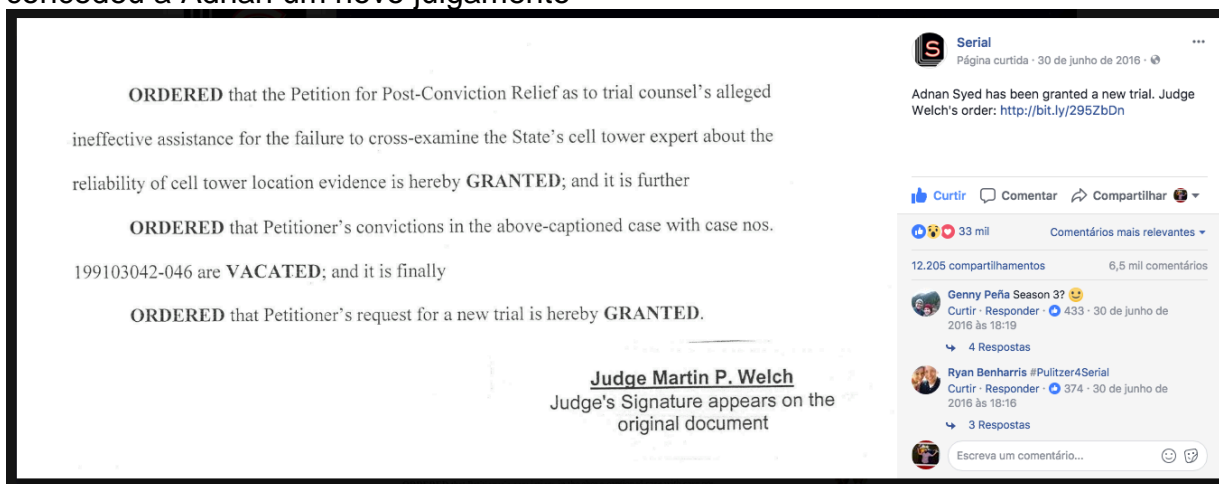 concedeu a Adnan um novo julgamento
ORDERED that the Petition for Post-Conviction Relief as to trial counsel's alleged
ineffective assistance for the failure to cross-examine the State's cell tower expert about the
reliability of cell tower location evidence is hereby GRANTED; and it is further
ORDERED that Petitioner's convictions in the above-captioned case with case nos.
199103042-046 are VACATED; and it is finally
ORDERED that Petitioner's request for a new trial is hereby GRANTED.
Judge Martin P. Welch
Judge's Signature appears on the
original document
S
Serial
Página curtida · 30 de junho de 2016 ·
Adnan Syed has been granted a new trial. Judge
Welch's order: http://bit.ly/295ZbDn
Curtir Comentar Compartilhar
33 mil Comentários mais relevantes
12.205 compartilhamentos 6,5 mil comentários
Genny Peña Season 3?
Curtir · Responder · 433 · 30 de junho de
2016 às 18:19
4 Respostas
Ryan Benharris #Pulitzer4Serial
Curtir · Responder · 374 · 30 de junho de
2016 às 18:16
3 Respostas
Escreva um comentário...